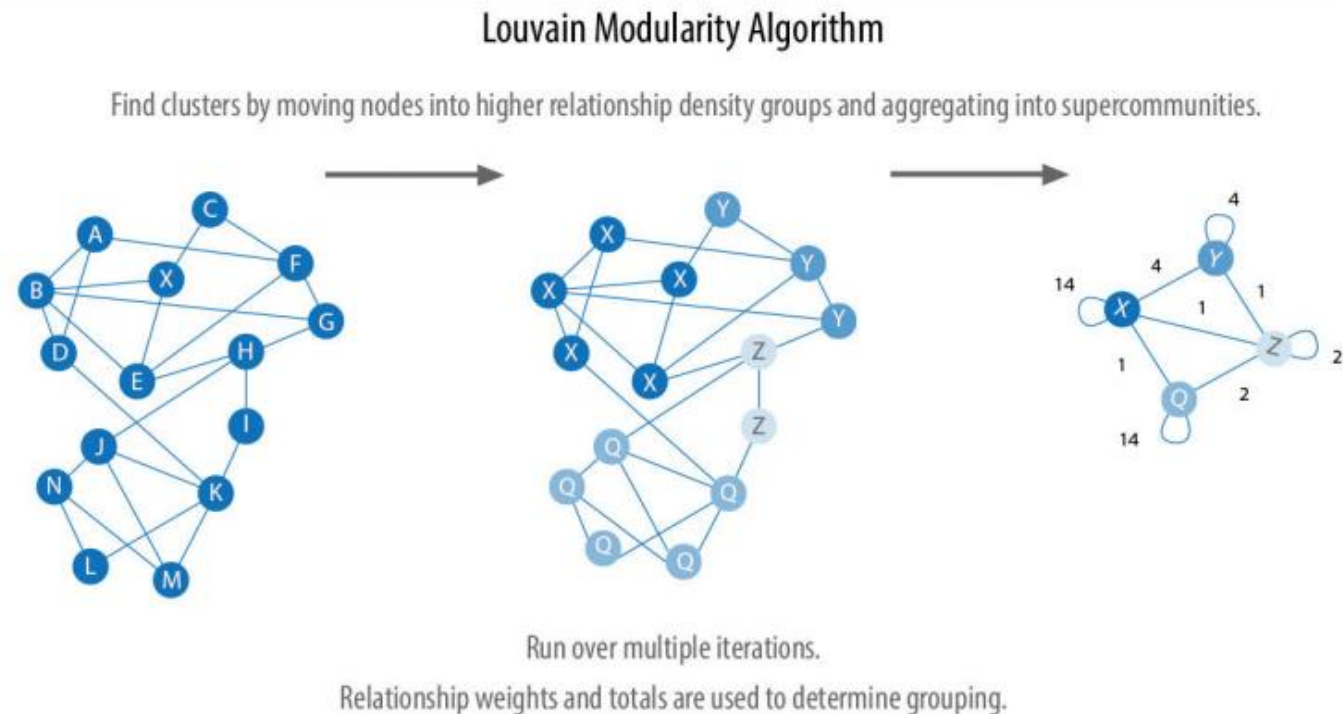 Louvain Modularity Algorithm
Find clusters by moving nodes into higher relationship density groups and aggregating into supercommunities.
C
A
X
F
B
G
D
H
E
I
J
N
K
L
M
Y
X
X
Y
X
Y
X
Z
X
Z
Q
Q
Q
Q
Q
4
Y
4
14
X
1
1
Z
2
1
Q
2
14
Run over multiple iterations.
Relationship weights and totals are used to determine grouping.